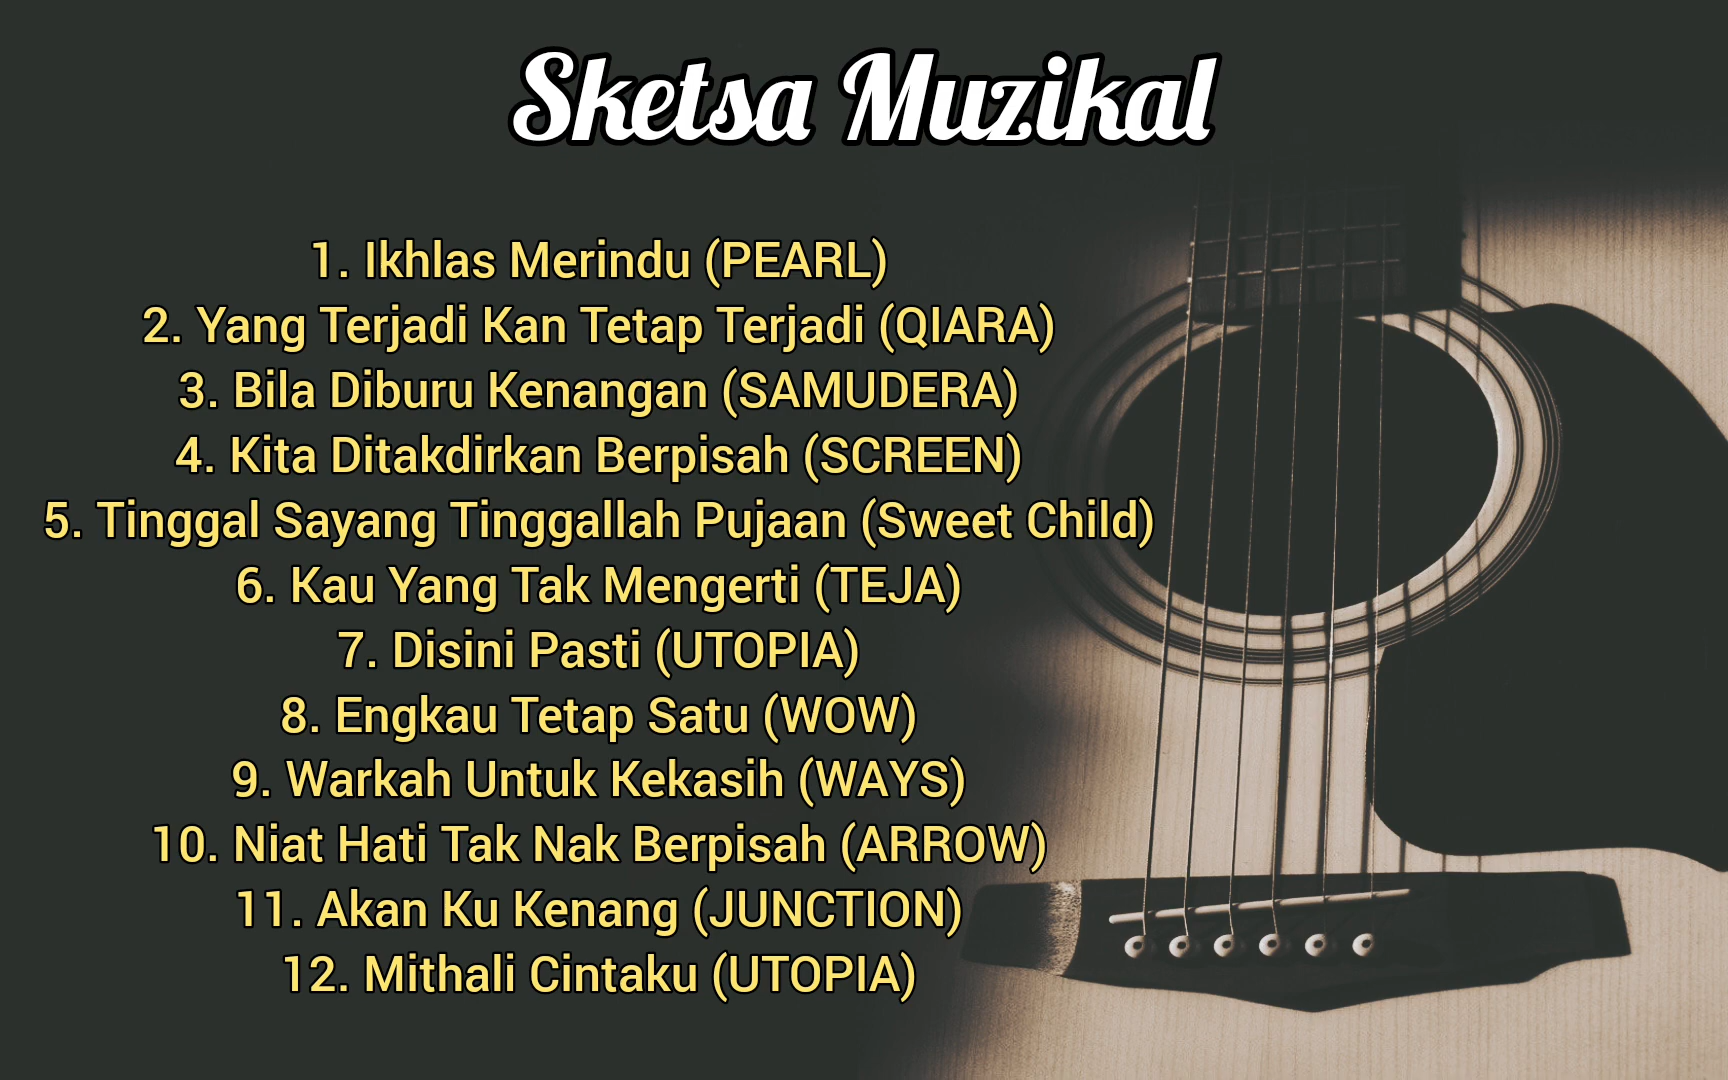 Sketsa Muzikal
1. Ikhlas Merindu (PEARL)
2. Yang Terjadi Kan Tetap Terjadi (QIARA)
3. Bila Diburu Kenangan (SAMUDERA)
4. Kita Ditakdirkan Berpisah (SCREEN)
5. Tinggal Sayang Tinggallah Pujaan (Sweet Child)
6. Kau Yang Tak Mengerti (TEJA)
7. Disini Pasti (UTOPIA)
8. Engkau Tetap Satu (WOW)
9. Warkah Untuk Kekasih (WAYS)
10. Niat Hati Tak Nak Berpisah (ARROW)
11. Akan Ku Kenang (JUNCTION)
12. Mithali Cintaku (UTOPIA)